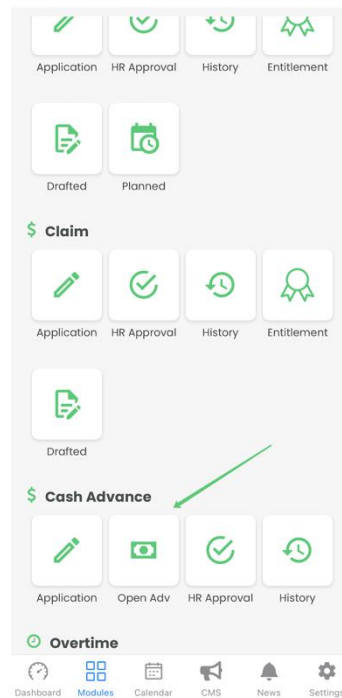 Application HR Approval History Entitlement
Drafted Planned
$ Claim
Application HR Approval History Entitlement
Drafted
$ Cash Advance
Application Open Adv HR Approval History
Overtime
Dashboard Modules Calendar CMS News Settings